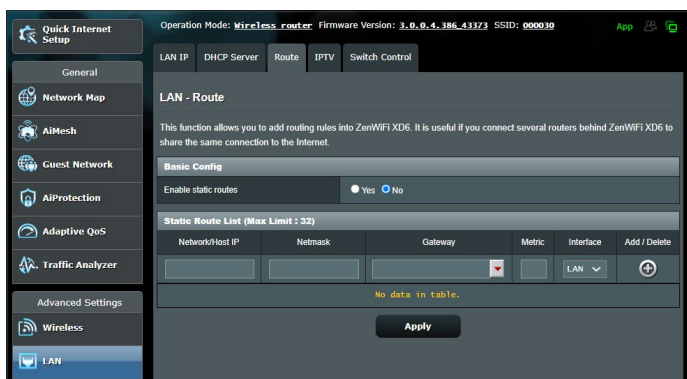 Quick Internet
Setup
Operation Mode: Wireless router Firmware Version: 3.0.0.4.386_43373 SSID: 000030
App
General
Network Map
AiMesh
Guest Network
AiProtection
Adaptive QoS
Traffic Analyzer
Advanced Settings
Wireless
LAN
LAN IP DHCP Server Route IPTV Switch Control
LAN - Route
This function allows you to add routing rules into ZenWiFi XD6. It is useful if you connect several routers behind ZenWiFi XD6 to
share the same connection to the Internet.
Basic Config
Enable static routes Yes No
Static Route List (Max Limit : 32)
Network/Host IP Netmask Gateway Metric Interface Add / Delete
LAN
No data in table.
Apply